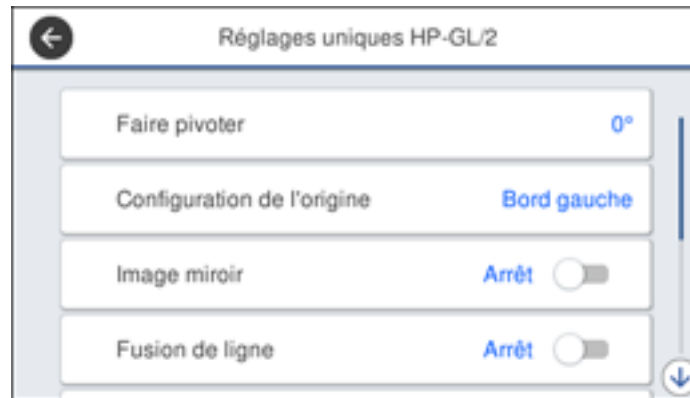 Réglages uniques HP-GL/2
Faire pivoter 0°
Configuration de l'origine Bord gauche
Image miroir Arrêt
Fusion de ligne Arrêt